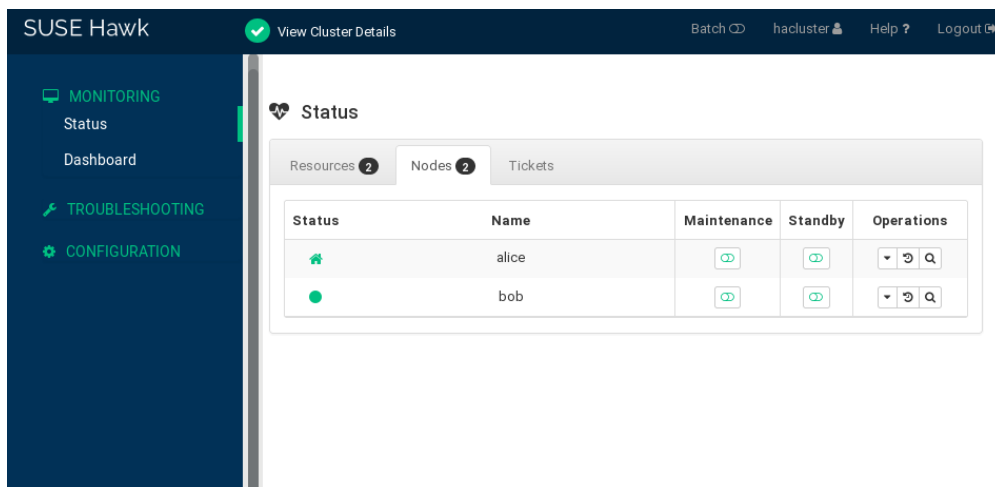 SUSE Hawk
View Cluster Details
Batch
hacluster
Help ?
Logout
MONITORING
Status
Dashboard
TROUBLESHOOTING
CONFIGURATION
Status
Resources 2
Nodes 2
Tickets
Status Name Maintenance Standby Operations
alice
bob